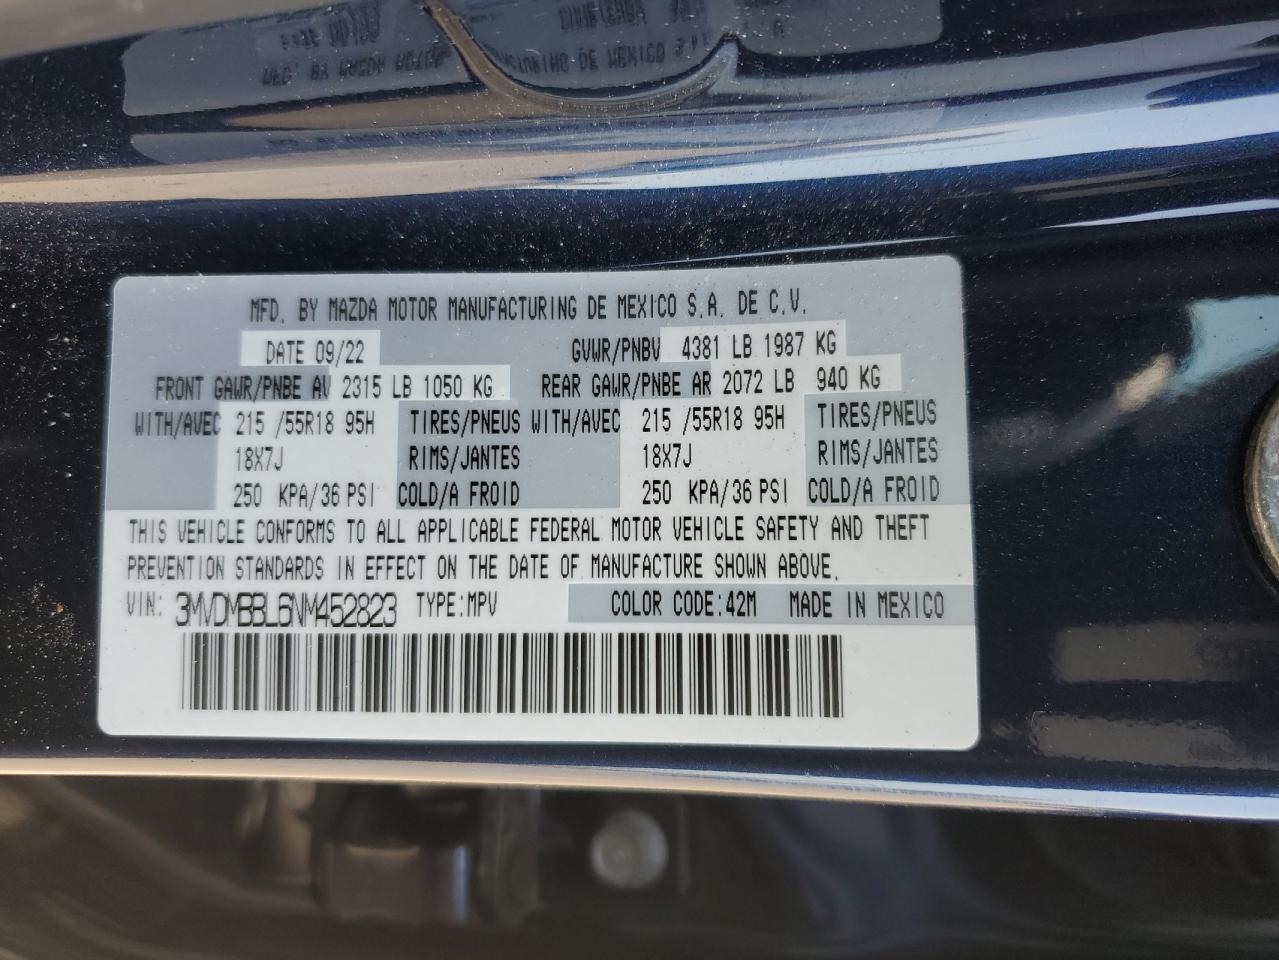 MFD. BY MAZDA MOTOR MANUFACTURING DE MEXICO S.A. DE C.V.
DATE 09/22 GVWR/PNBV 4381 LB 1987 KG
FRONT GAWR/PNBE AV 2315 LB 1050 KG REAR GAWR/PNBE AR 2072 LB 940 KG
WITH/AVEC 215 /55R18 95H TIRES/PNEUS WITH/AVEC 215 /55R18 95H TIRES/PNEUS
18X7J RIMS/JANTES 18X7J RIMS/JANTES
250 KPA/36 PSI COLD/A FROID 250 KPA/36 PSI COLD/A FROID
THIS VEHICLE CONFORMS TO ALL APPLICABLE FEDERAL MOTOR VEHICLE SAFETY AND THEFT
PREVENTION STANDARDS IN EFFECT ON THE DATE OF MANUFACTURE SHOWN ABOVE.
VIN: 3MVDMBBL6NM452823 TYPE:MPV COLOR CODE:42M MADE IN MEXICO